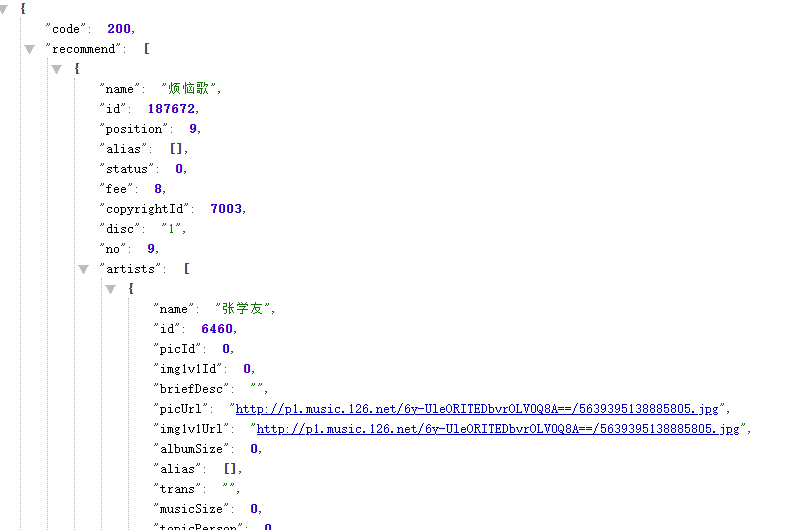 {
"code": 200,
"recommend": [
{
"name": "烦恼歌",
"id": 187672,
"position": 9,
"alias": [],
"status": 0,
"fee": 8,
"copyrightId": 7003,
"disc": "1",
"no": 9,
"artists": [
{
"name": "张学友",
"id": 6460,
"picId": 0,
"img1v1Id": 0,
"briefDesc": "",
"picUrl": "http://p1.music.126.net/6y-UleORITEDbvrOLV0Q8A==/5639395138885805.jpg",
"img1v1Url": "http://p1.music.126.net/6y-UleORITEDbvrOLV0Q8A==/5639395138885805.jpg",
"albumSize": 0,
"alias": [],
"trans": "",
"musicSize": 0,
"topicPerson": 0